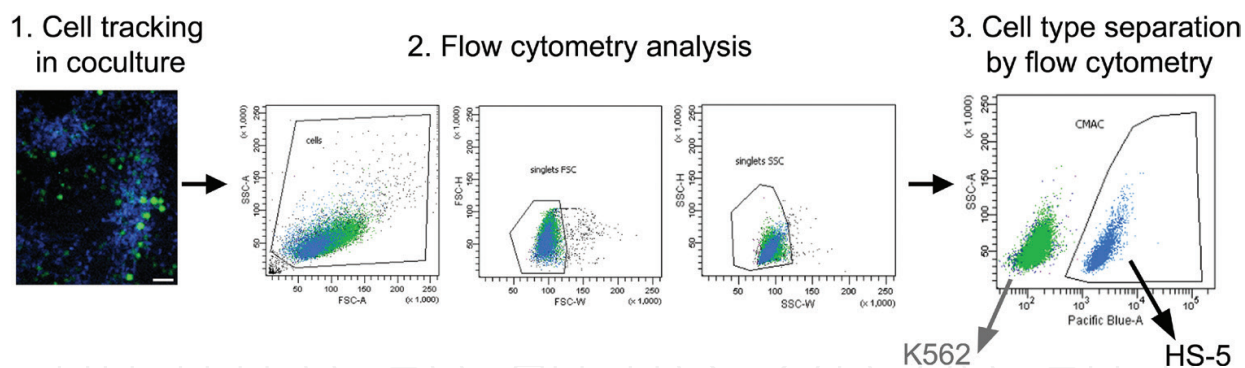 1. Cell tracking
in coculture
2. Flow cytometry analysis
3. Cell type separation
by flow cytometry
(x 1,000)
250
200
150
100
50
SSC-A
cells
50 100 150 200 250
FSC-A (x 1,000)
(x 1,000)
250
200
150
100
50
FSC-H
singlets FSC
50 100 150 200 250
FSC-W (x 1,000)
(x 1,000)
250
200
150
100
50
SSC-H
singlets SSC
50 100 150 200 250
SSC-W (x 1,000)
(x 1,000)
250
200
150
100
50
SSC-A
CMAC
10² 10³ 10⁴ 10⁵
Pacific Blue-A
K562
HS-5